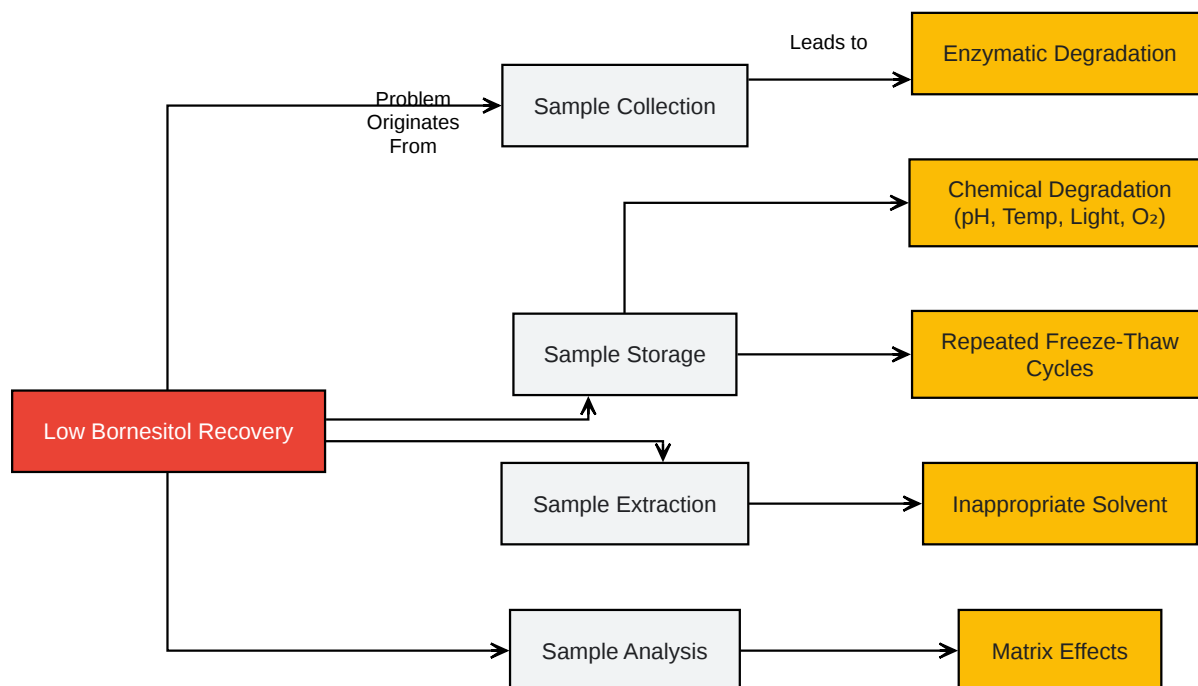 Leads to
Enzymatic Degradation
Problem
Originates
From
Sample Collection
Chemical Degradation
(pH, Temp, Light, O₂)
Sample Storage
Repeated Freeze-Thaw
Cycles
Low Bornesitol Recovery
Sample Extraction
Inappropriate Solvent
Sample Analysis
Matrix Effects